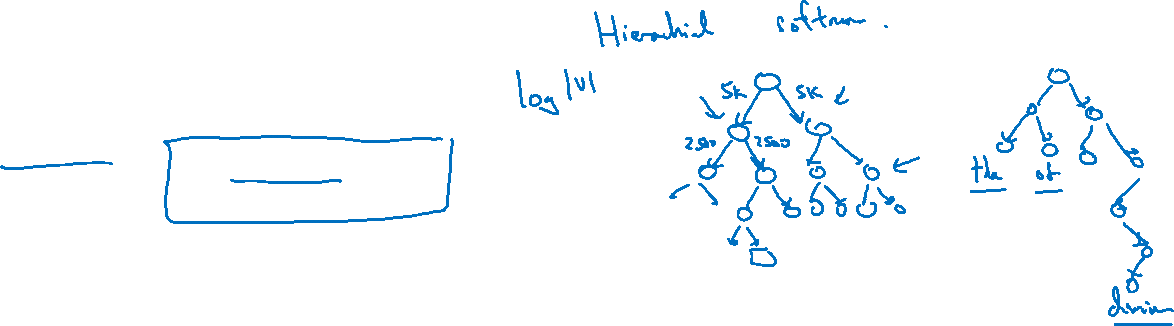 Hierarchical softmax.
log |V|
5K 5K
2500 2500
the of
durian